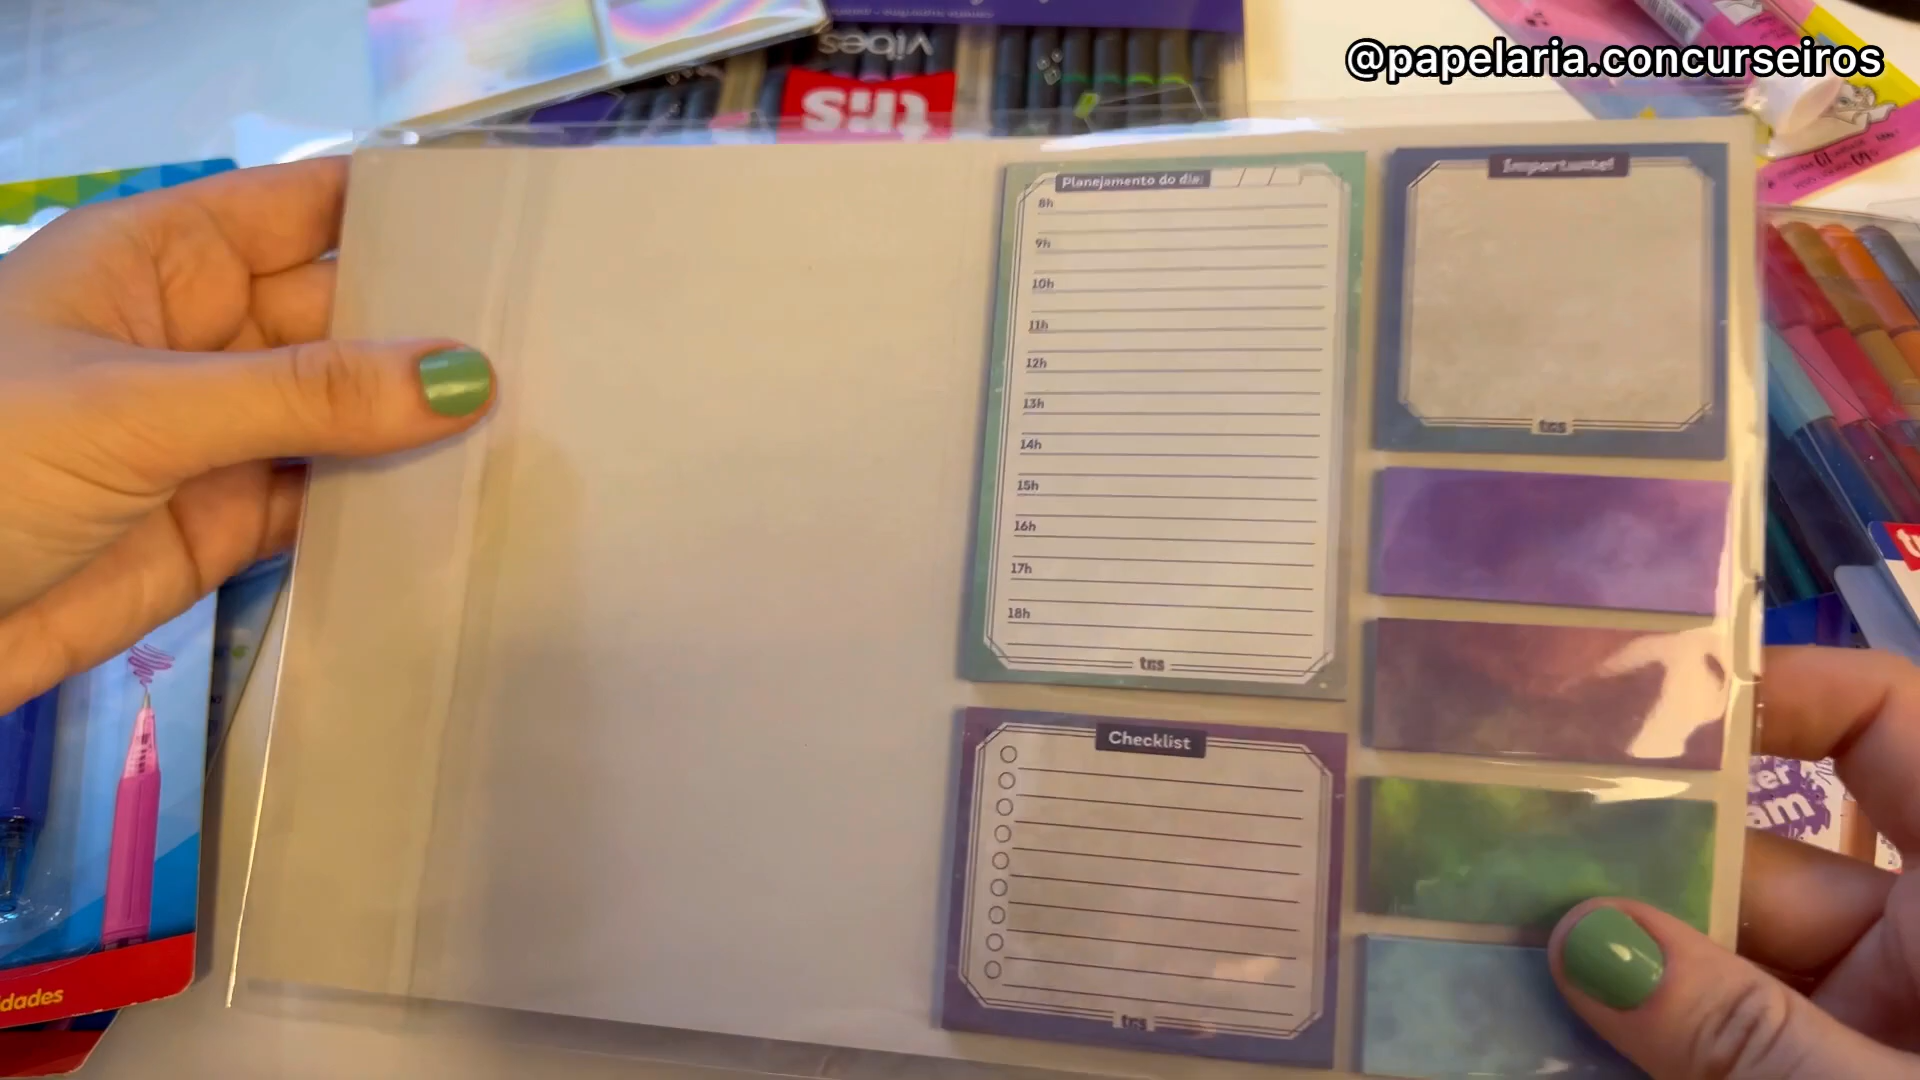 @papelaria.concurseiros
vibes
tris
Planejamento do dia:
8h
9h
10h
11h
12h
13h
14h
15h
16h
17h
18h
tris
Importante!
tris
Checklist
tris
dades